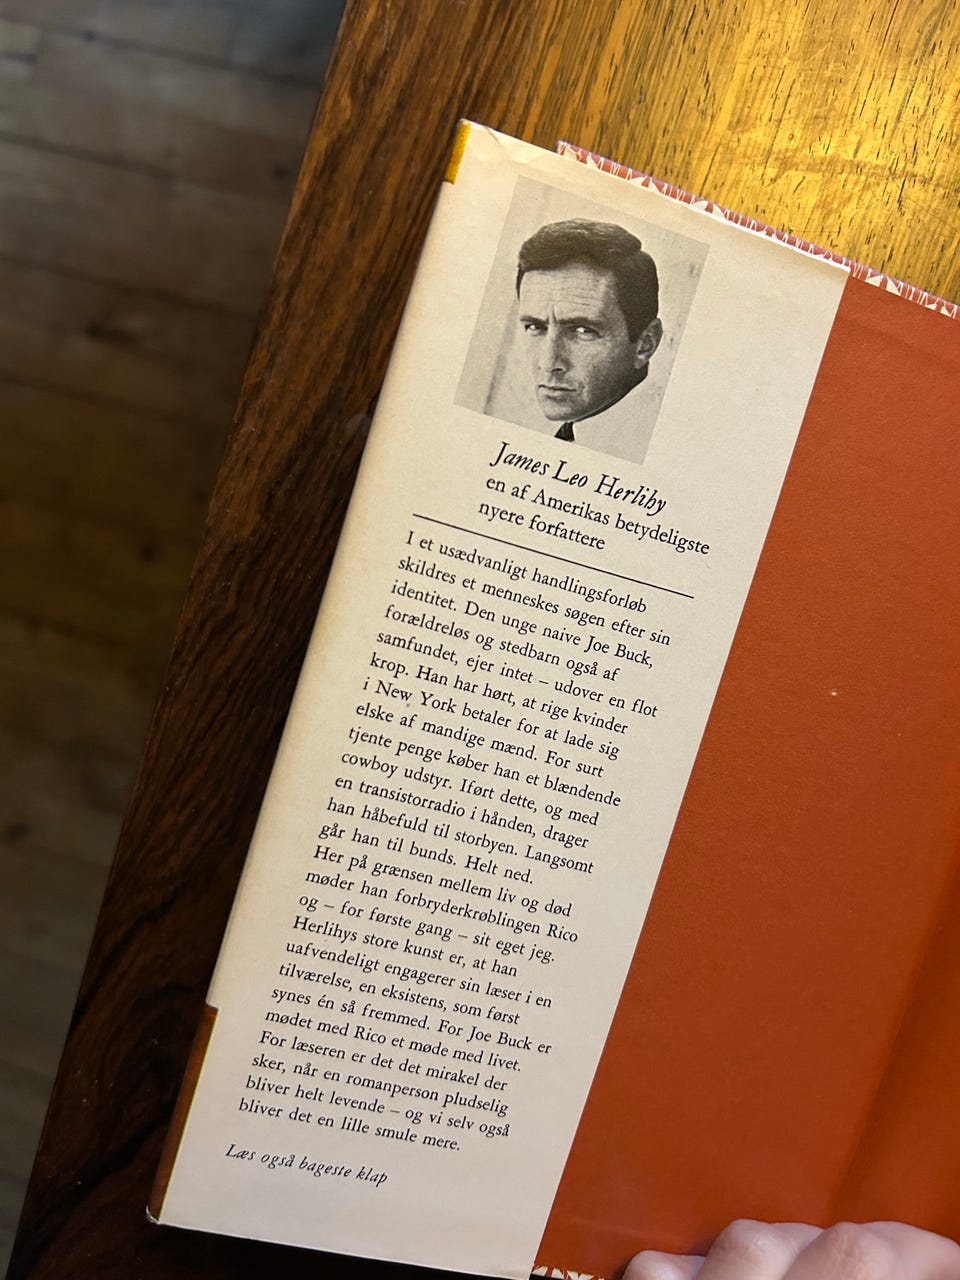 James Leo Herlihy
en af Amerikas betydeligste
nyere forfattere
I et usædvanligt handlingsforløb
skildres et menneskes søgen efter sin
identitet. Den unge naive Joe Buck,
forældreløs og stedbarn også af
samfundet, ejer intet – udover en flot
krop. Han har hørt, at rige kvinder
i New York betaler for at lade sig
elske af mandige mænd. For surt
tjente penge køber han et blændende
cowboy udstyr. Iført dette, og med
en transistorradio i hånden, drager
han håbefuld til storbyen. Langsomt
går han til bunds. Helt ned.
Her på grænsen mellem liv og død
møder han forbryderkrøblingen Rico
og – for første gang – sit eget jeg.
Herlihys store kunst er, at han
uafvendeligt engagerer sin læser i en
tilværelse, en eksistens, som først
synes én så fremmed. For Joe Buck er
mødet med Rico et møde med livet.
For læseren er det det mirakel der
sker, når en romanperson pludselig
bliver helt levende – og vi selv også
bliver det en lille smule mere.
Læs også bageste klap